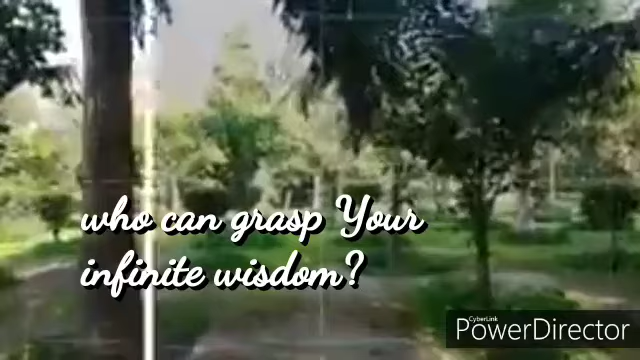 who can grasp Your
infinite wisdom?
CyberLink
PowerDirector